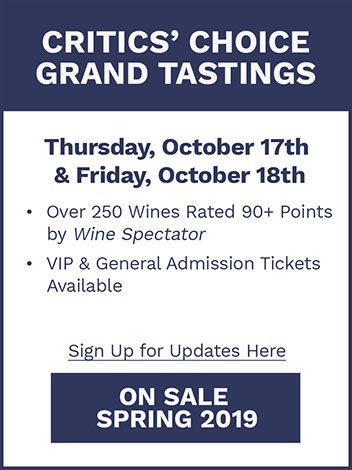 CRITICS’ CHOICE
GRAND TASTINGS
Thursday, October 17th
& Friday, October 18th
• Over 250 Wines Rated 90+ Points
by Wine Spectator
• VIP & General Admission Tickets
Available
Sign Up for Updates Here
ON SALE
SPRING 2019